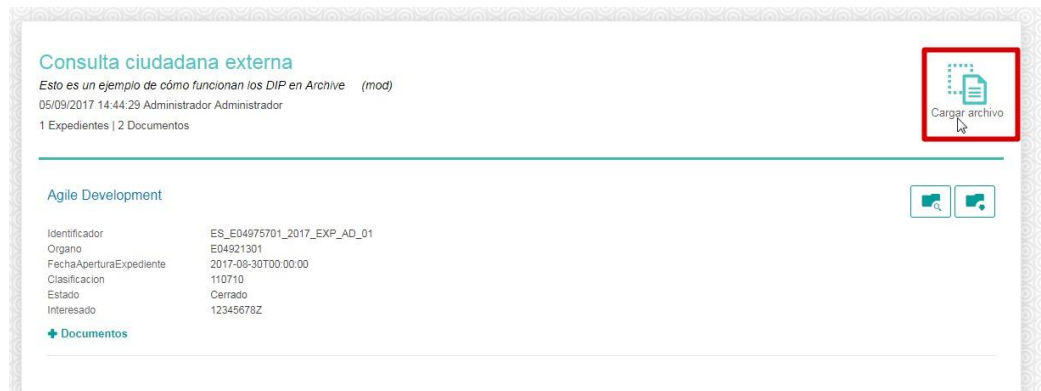 Consulta ciudadana externa
Esto es un ejemplo de cómo funcionan los DIP en Archive (mod)
05/09/2017 14:44:29 Administrador Administrador
1 Expedientes | 2 Documentos
Cargar archivo
Agile Development
Identificador ES_E04975701_2017_EXP_AD_01
Organo E04921301
FechaAperturaExpediente 2017-08-30T00:00:00
Clasificacion 110710
Estado Cerrado
Interesado 12345678Z
Documentos